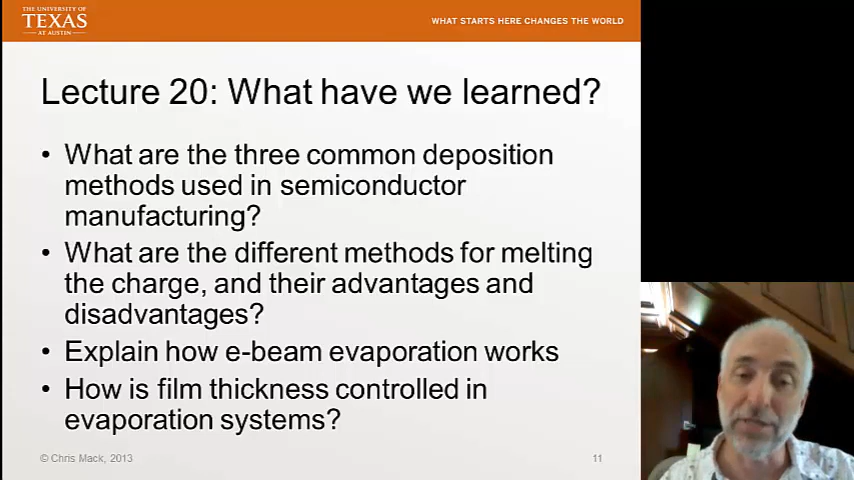 THE UNIVERSITY OF
TEXAS
AT AUSTIN
WHAT STARTS HERE CHANGES THE WORLD
Lecture 20: What have we learned?
• What are the three common deposition
methods used in semiconductor
manufacturing?
• What are the different methods for melting
the charge, and their advantages and
disadvantages?
• Explain how e-beam evaporation works
• How is film thickness controlled in
evaporation systems?
© Chris Mack, 2013
11